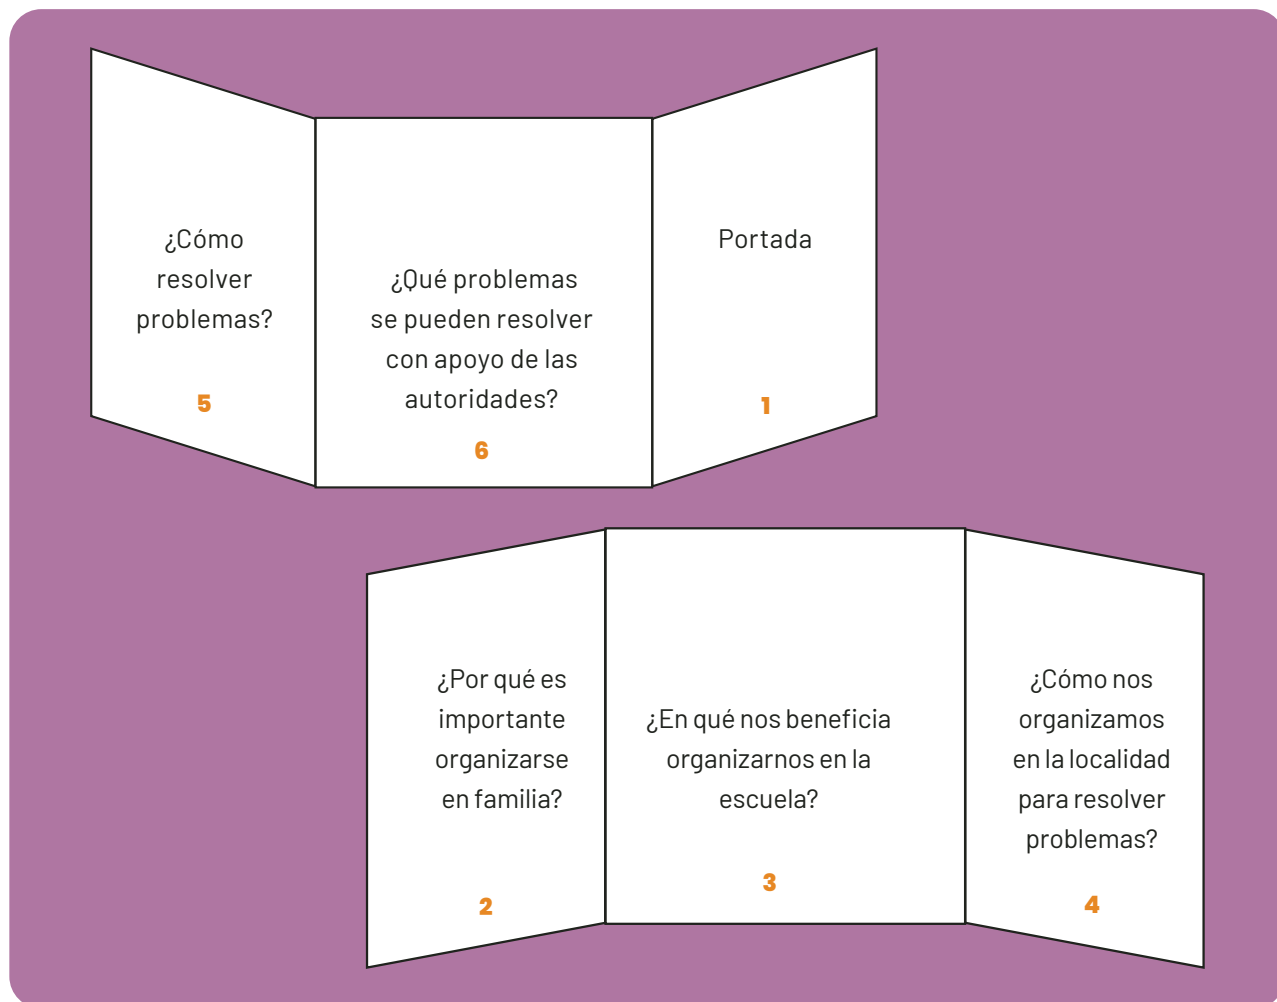 ¿Cómo
resolver
problemas?
5
¿Qué problemas
se pueden resolver
con apoyo de las
autoridades?
6
Portada
1
¿Por qué es
importante
organizarse
en familia?
2
¿En qué nos beneficia
organizarnos en la
escuela?
3
¿Cómo nos
organizamos
en la localidad
para resolver
problemas?
4